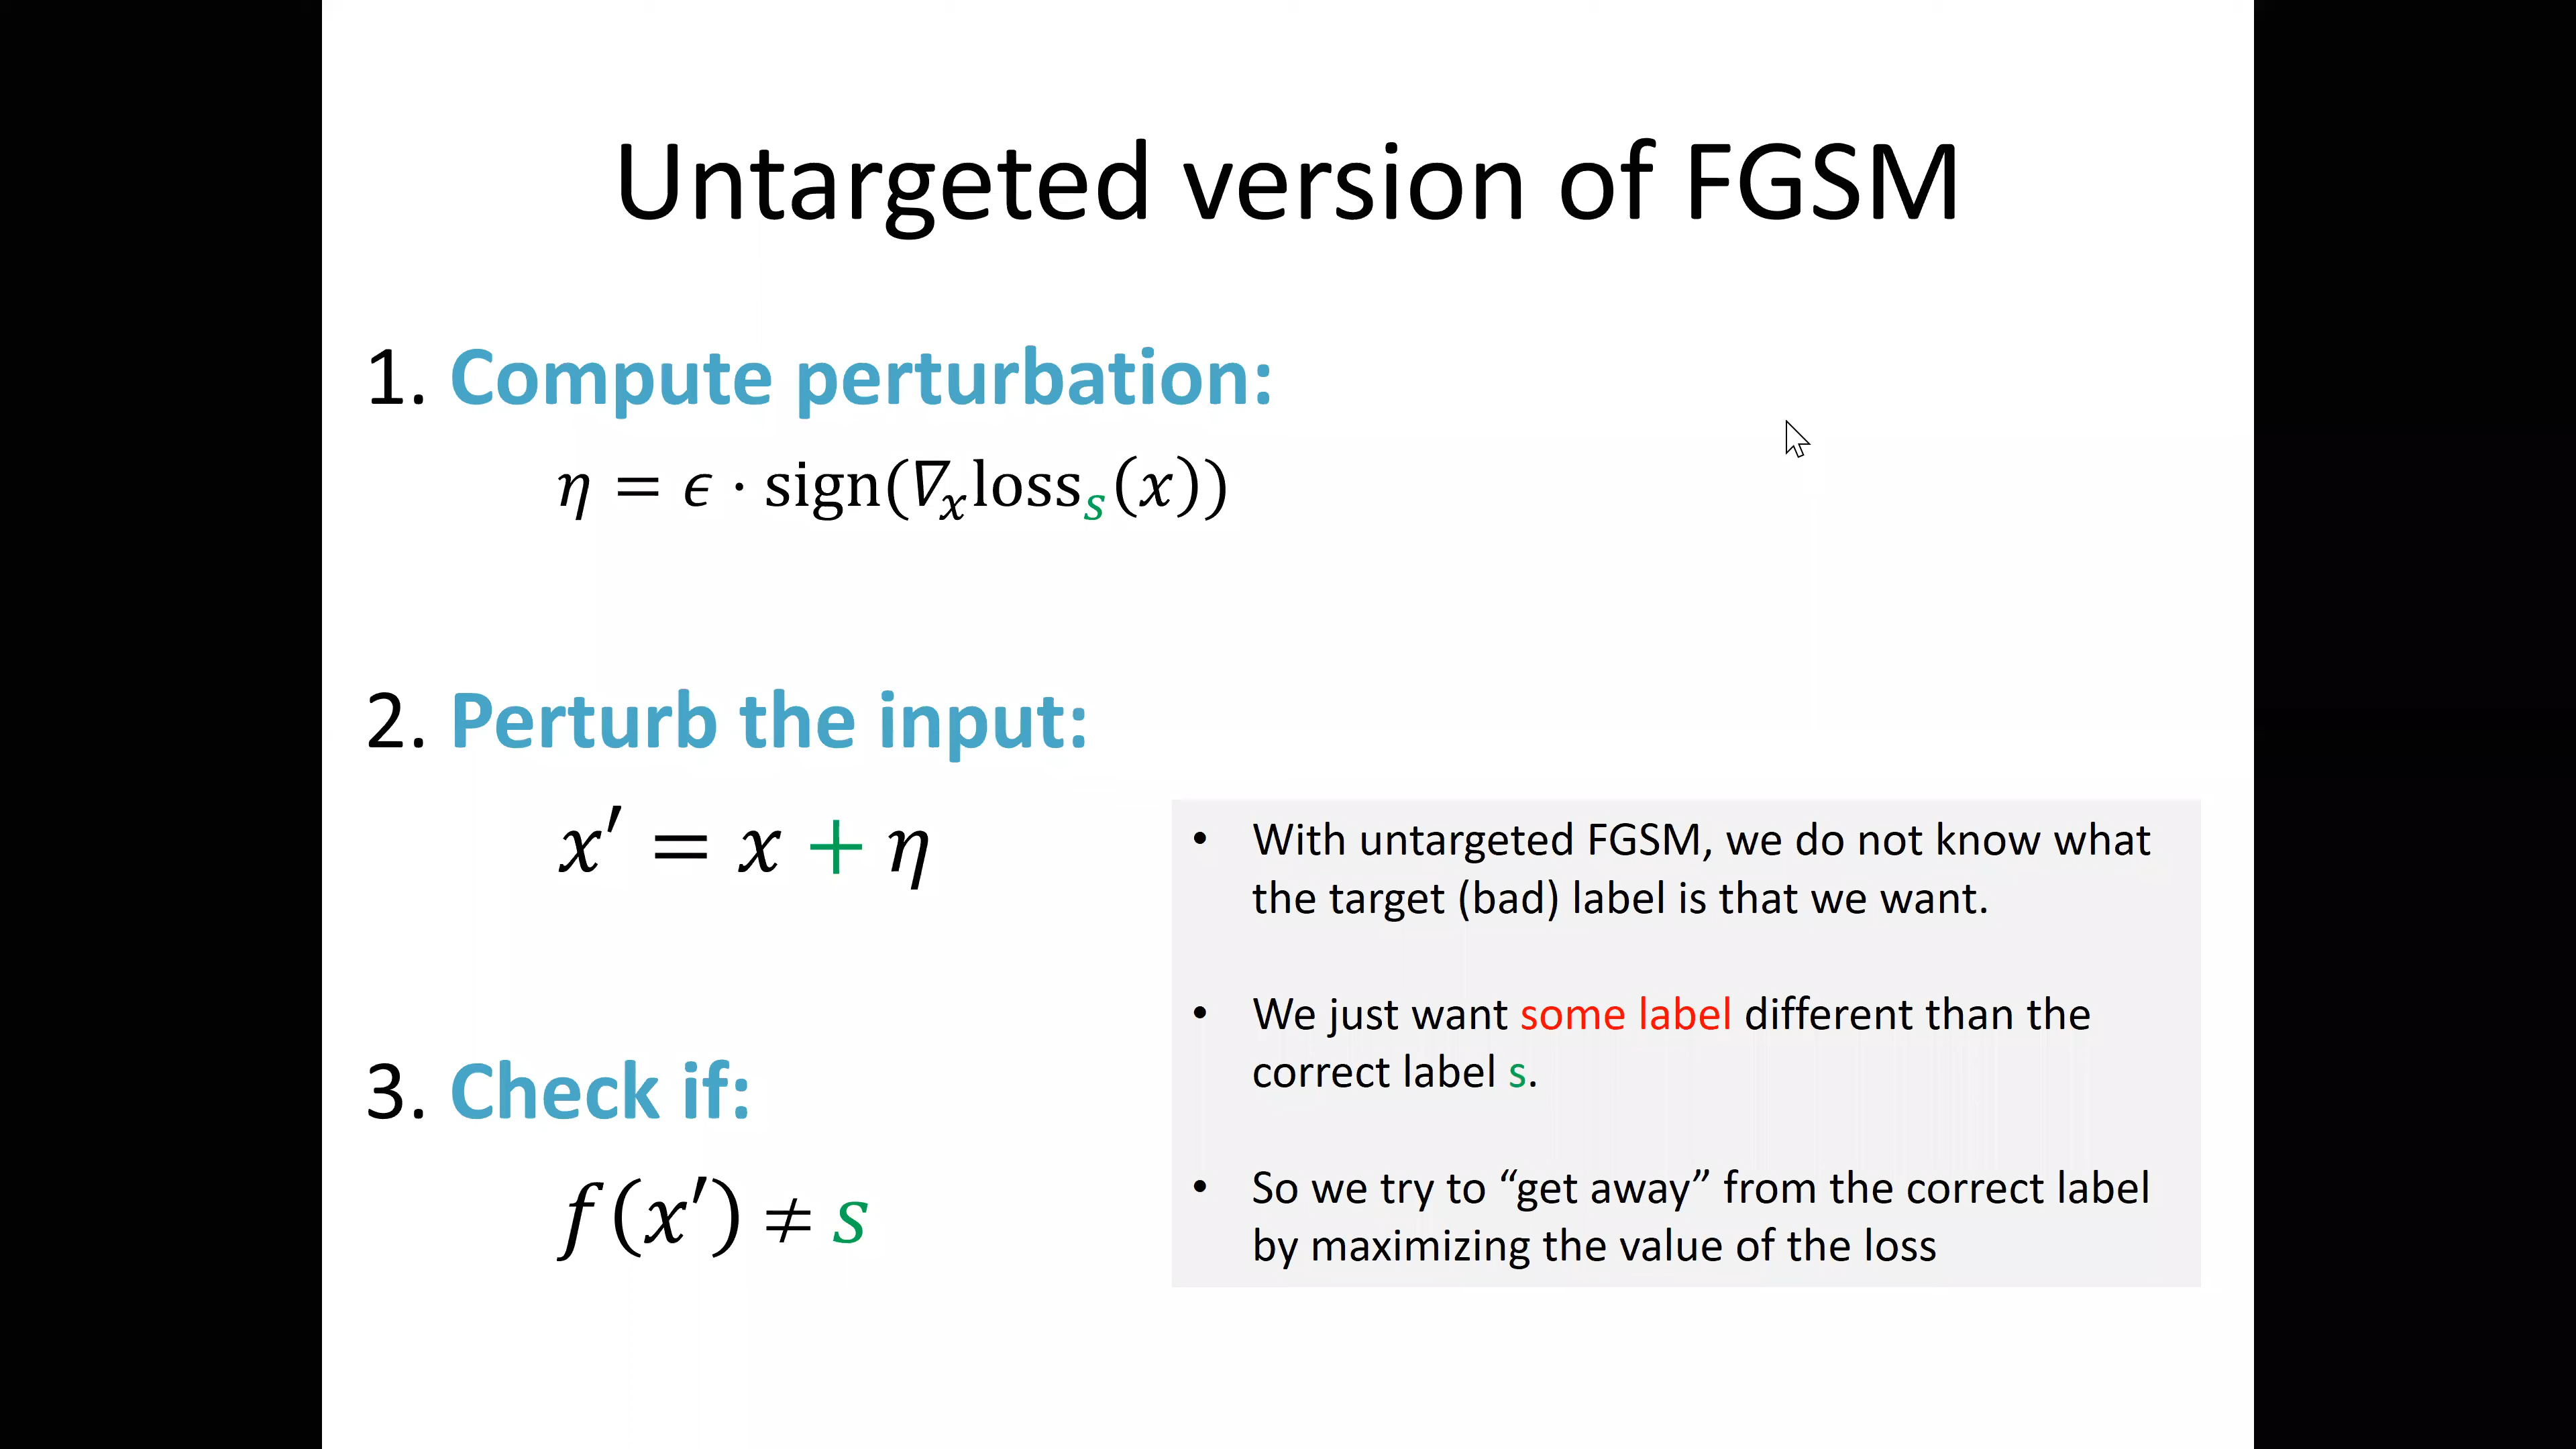 Untargeted version of FGSM
1. Compute perturbation:
η = ϵ · sign(∇ₓlossₛ(x))
2. Perturb the input:
x′ = x + η
3. Check if:
f(x′) ≠ s
• With untargeted FGSM, we do not know what
the target (bad) label is that we want.
• We just want some label different than the
correct label s.
• So we try to “get away” from the correct label
by maximizing the value of the loss